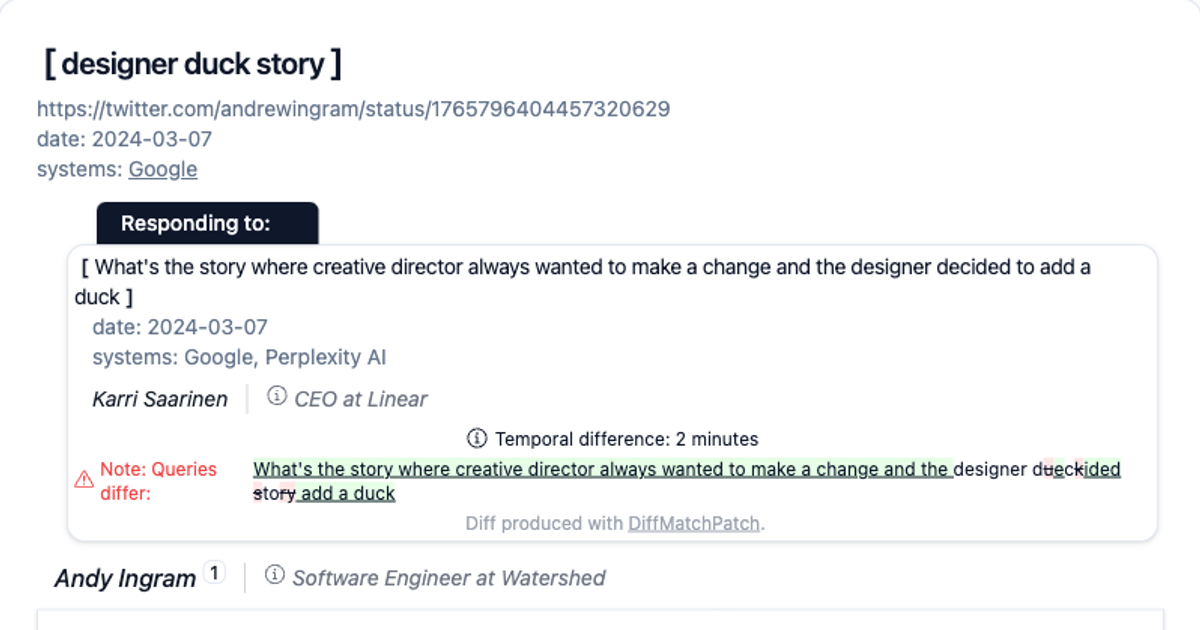 [ designer duck story ]
https://twitter.com/andrewingram/status/1765796404457320629
date: 2024-03-07
systems: Google
Responding to:
[ What's the story where creative director always wanted to make a change and the designer decided to add a
duck ]
date: 2024-03-07
systems: Google, Perplexity AI
Karri Saarinen
CEO at Linear
Temporal difference: 2 minutes
Note: Queries
differ:
What's the story where creative director always wanted to make a change and the designer dueckided
story add a duck
Diff produced with DiffMatchPatch.
Andy Ingram 1
Software Engineer at Watershed